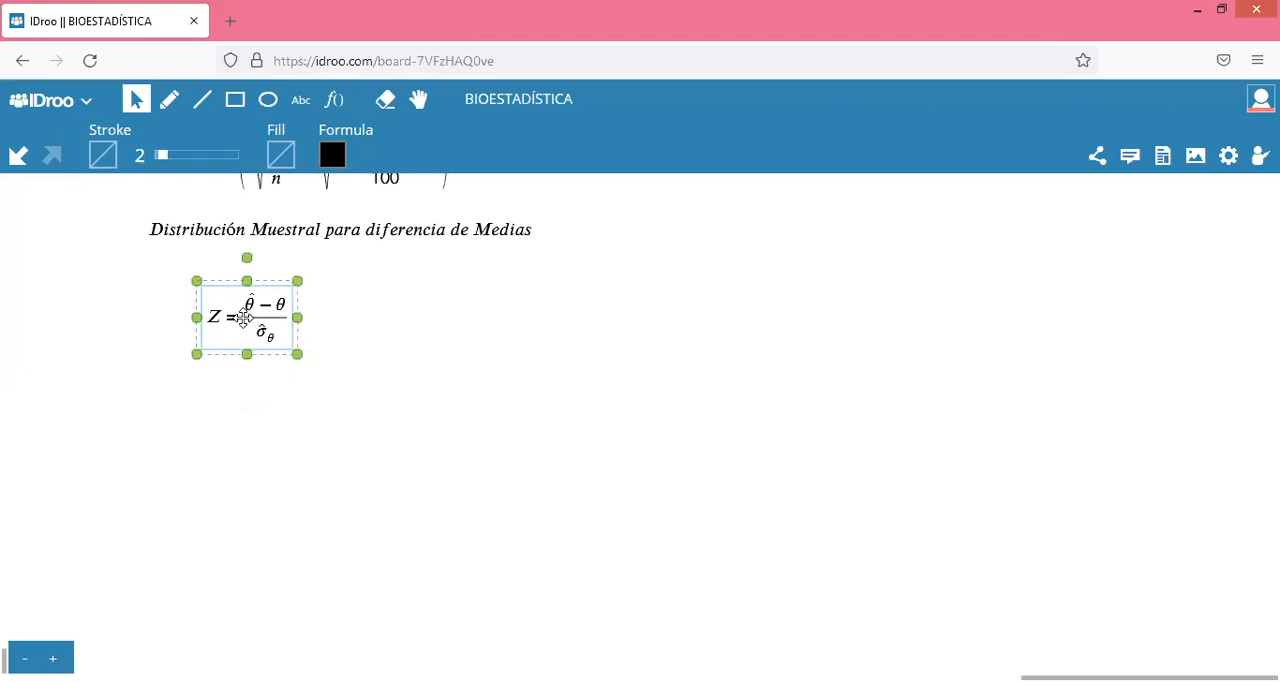 IDroo || BIOESTADÍSTICA
https://idroo.com/board-7VFzHAQ0ve
IDroo Abc f() BIOESTADÍSTICA
Stroke Fill Formula
2
n 100
Distribución Muestral para diferencia de Medias
Z = (θ̂ − θ) / σ̂_θ
- +